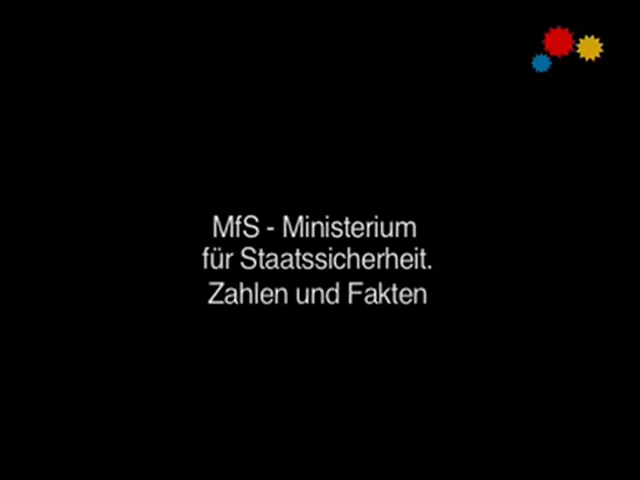 MfS - Ministerium
für Staatssicherheit.
Zahlen und Fakten